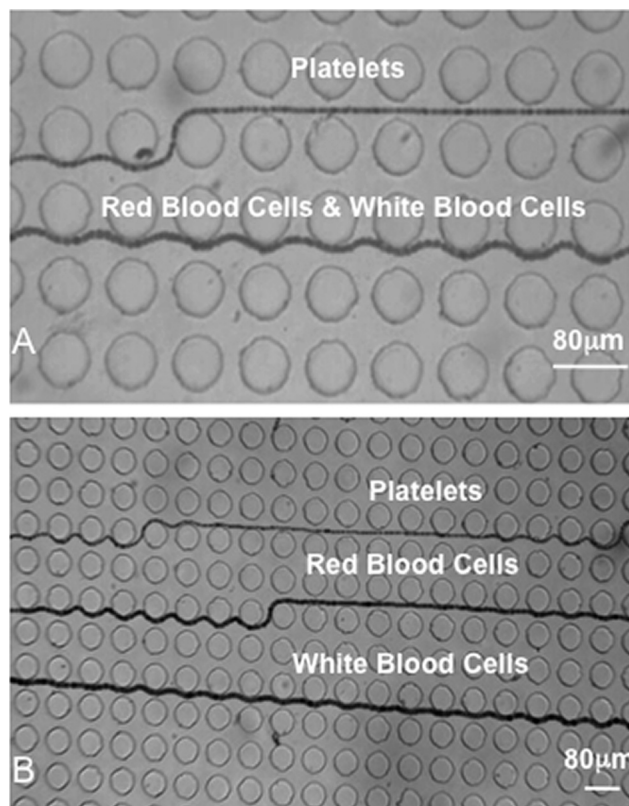 Platelets
Red Blood Cells & White Blood Cells
A
80μm
Platelets
Red Blood Cells
White Blood Cells
80μm
B